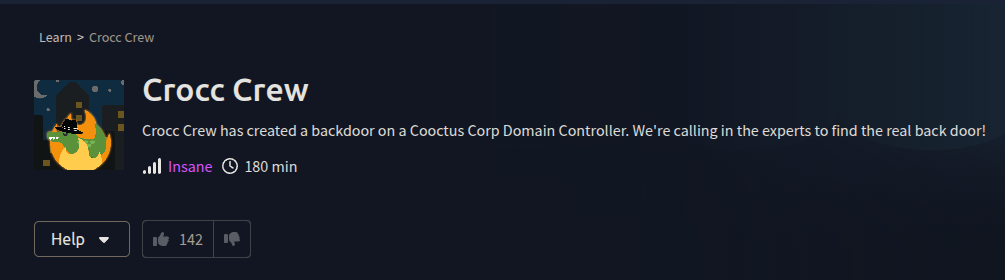 Learn > Crocc Crew
Crocc Crew
Crocc Crew has created a backdoor on a Cooctus Corp Domain Controller. We're calling in the experts to find the real back door!
Insane 180 min
Help 142